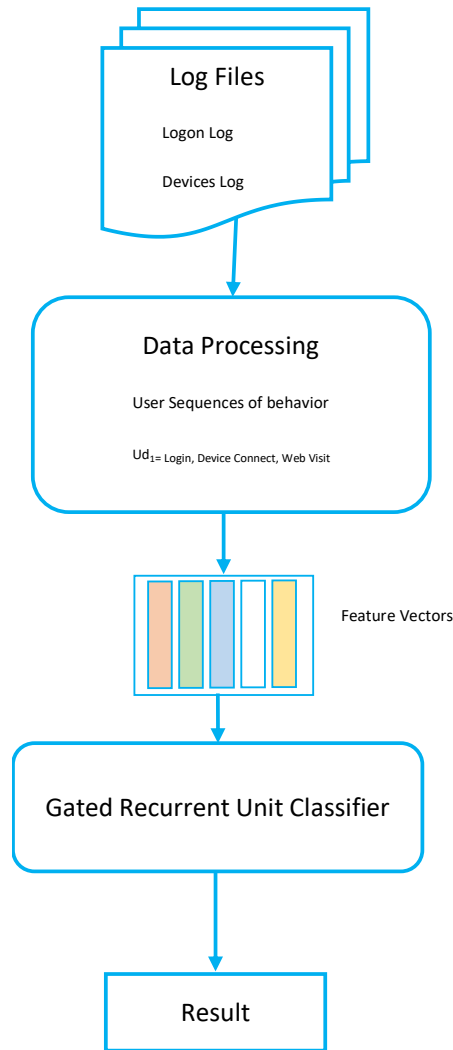 Log Files
Logon Log
Devices Log
Data Processing
User Sequences of behavior
Ud1= Login, Device Connect, Web Visit
Feature Vectors
Gated Recurrent Unit Classifier
Result